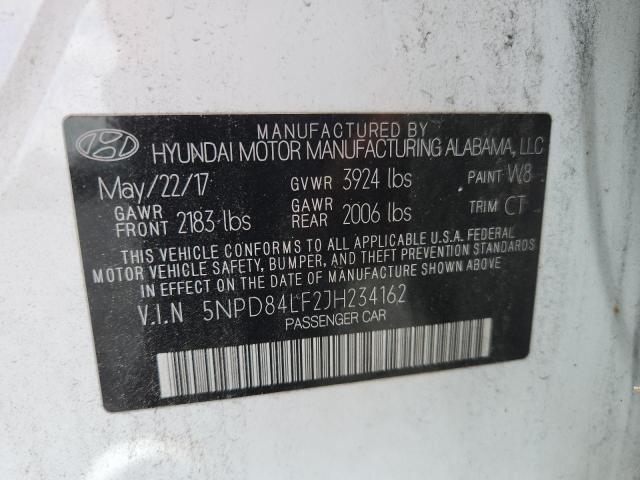 MANUFACTURED BY
HYUNDAI MOTOR MANUFACTURING ALABAMA, LLC
May/22/17 GVWR 3924 lbs PAINT W8
GAWR FRONT 2183 lbs GAWR REAR 2006 lbs TRIM CT
THIS VEHICLE CONFORMS TO ALL APPLICABLE U.S.A. FEDERAL
MOTOR VEHICLE SAFETY, BUMPER, AND THEFT PREVENTION STANDARDS
IN EFFECT ON THE DATE OF MANUFACTURE SHOWN ABOVE.
V.I.N 5NPD84LF2JH234162
PASSENGER CAR